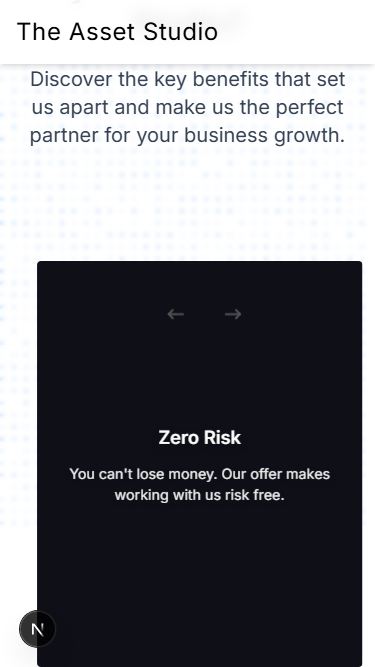 The Asset Studio
Discover the key benefits that set
us apart and make us the perfect
partner for your business growth.
← →
Zero Risk
You can't lose money. Our offer makes
working with us risk free.
N